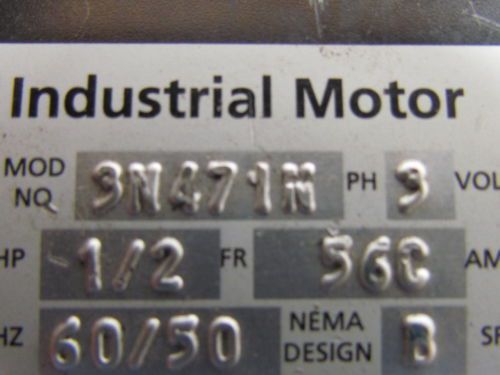 Industrial Motor
MOD NO 3N471M PH 3 VOL
HP 1/2 FR 56C AM
HZ 60/50 NEMA DESIGN B SF